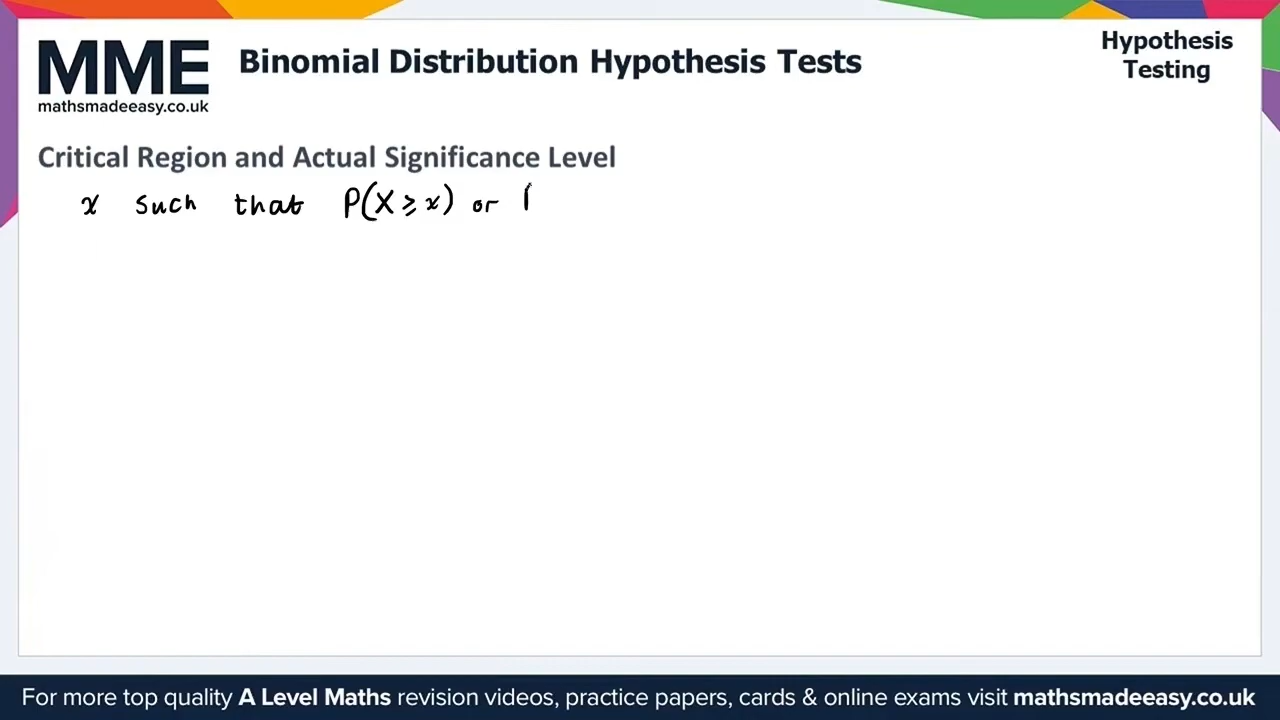 MME
mathsmadeeasy.co.uk
Binomial Distribution Hypothesis Tests
Hypothesis
Testing
Critical Region and Actual Significance Level
x such that P(X ⩾ x) or
For more top quality A Level Maths revision videos, practice papers, cards & online exams visit mathsmadeeasy.co.uk